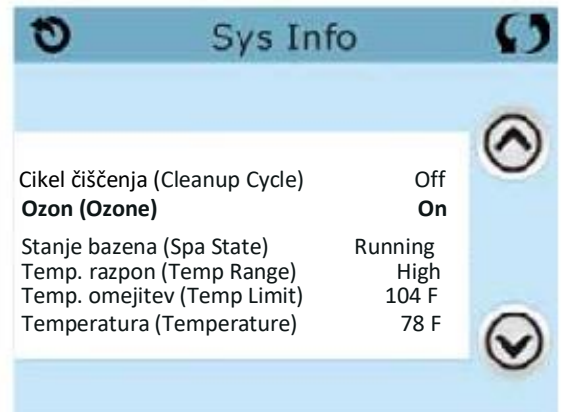 Sys Info
Cikel čiščenja (Cleanup Cycle) Off
Ozon (Ozone) On
Stanje bazena (Spa State) Running
Temp. razpon (Temp Range) High
Temp. omejitev (Temp Limit) 104 F
Temperatura (Temperature) 78 F